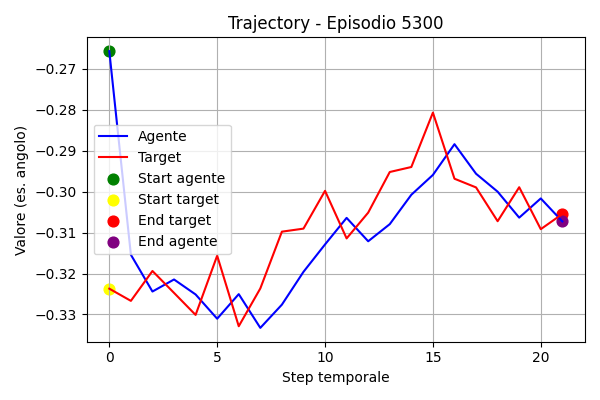 Trajectory - Episodio 5300
Valore (es. angolo)
−0.27
−0.28
−0.29
−0.30
−0.31
−0.32
−0.33
Agente
Target
Start agente
Start target
End target
End agente
0 5 10 15 20
Step temporale